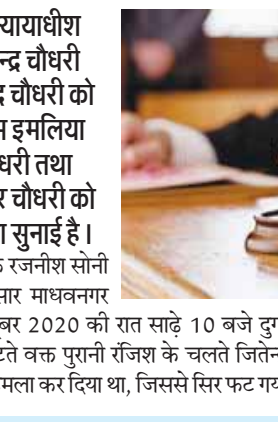 यायाधीश
न्द्र चौधरी
चौधरी को
इमलिया
धरी तथा
र चौधरी को
सुनाई है।
रजनीश सोनी
सार माधवनगर
बर 2020 की रात साढ़े 10 बजे दुग
टते वक्त पुरानी रंजिश के चलते जितेन
मला कर दिया था, जिससे सिर फट गय